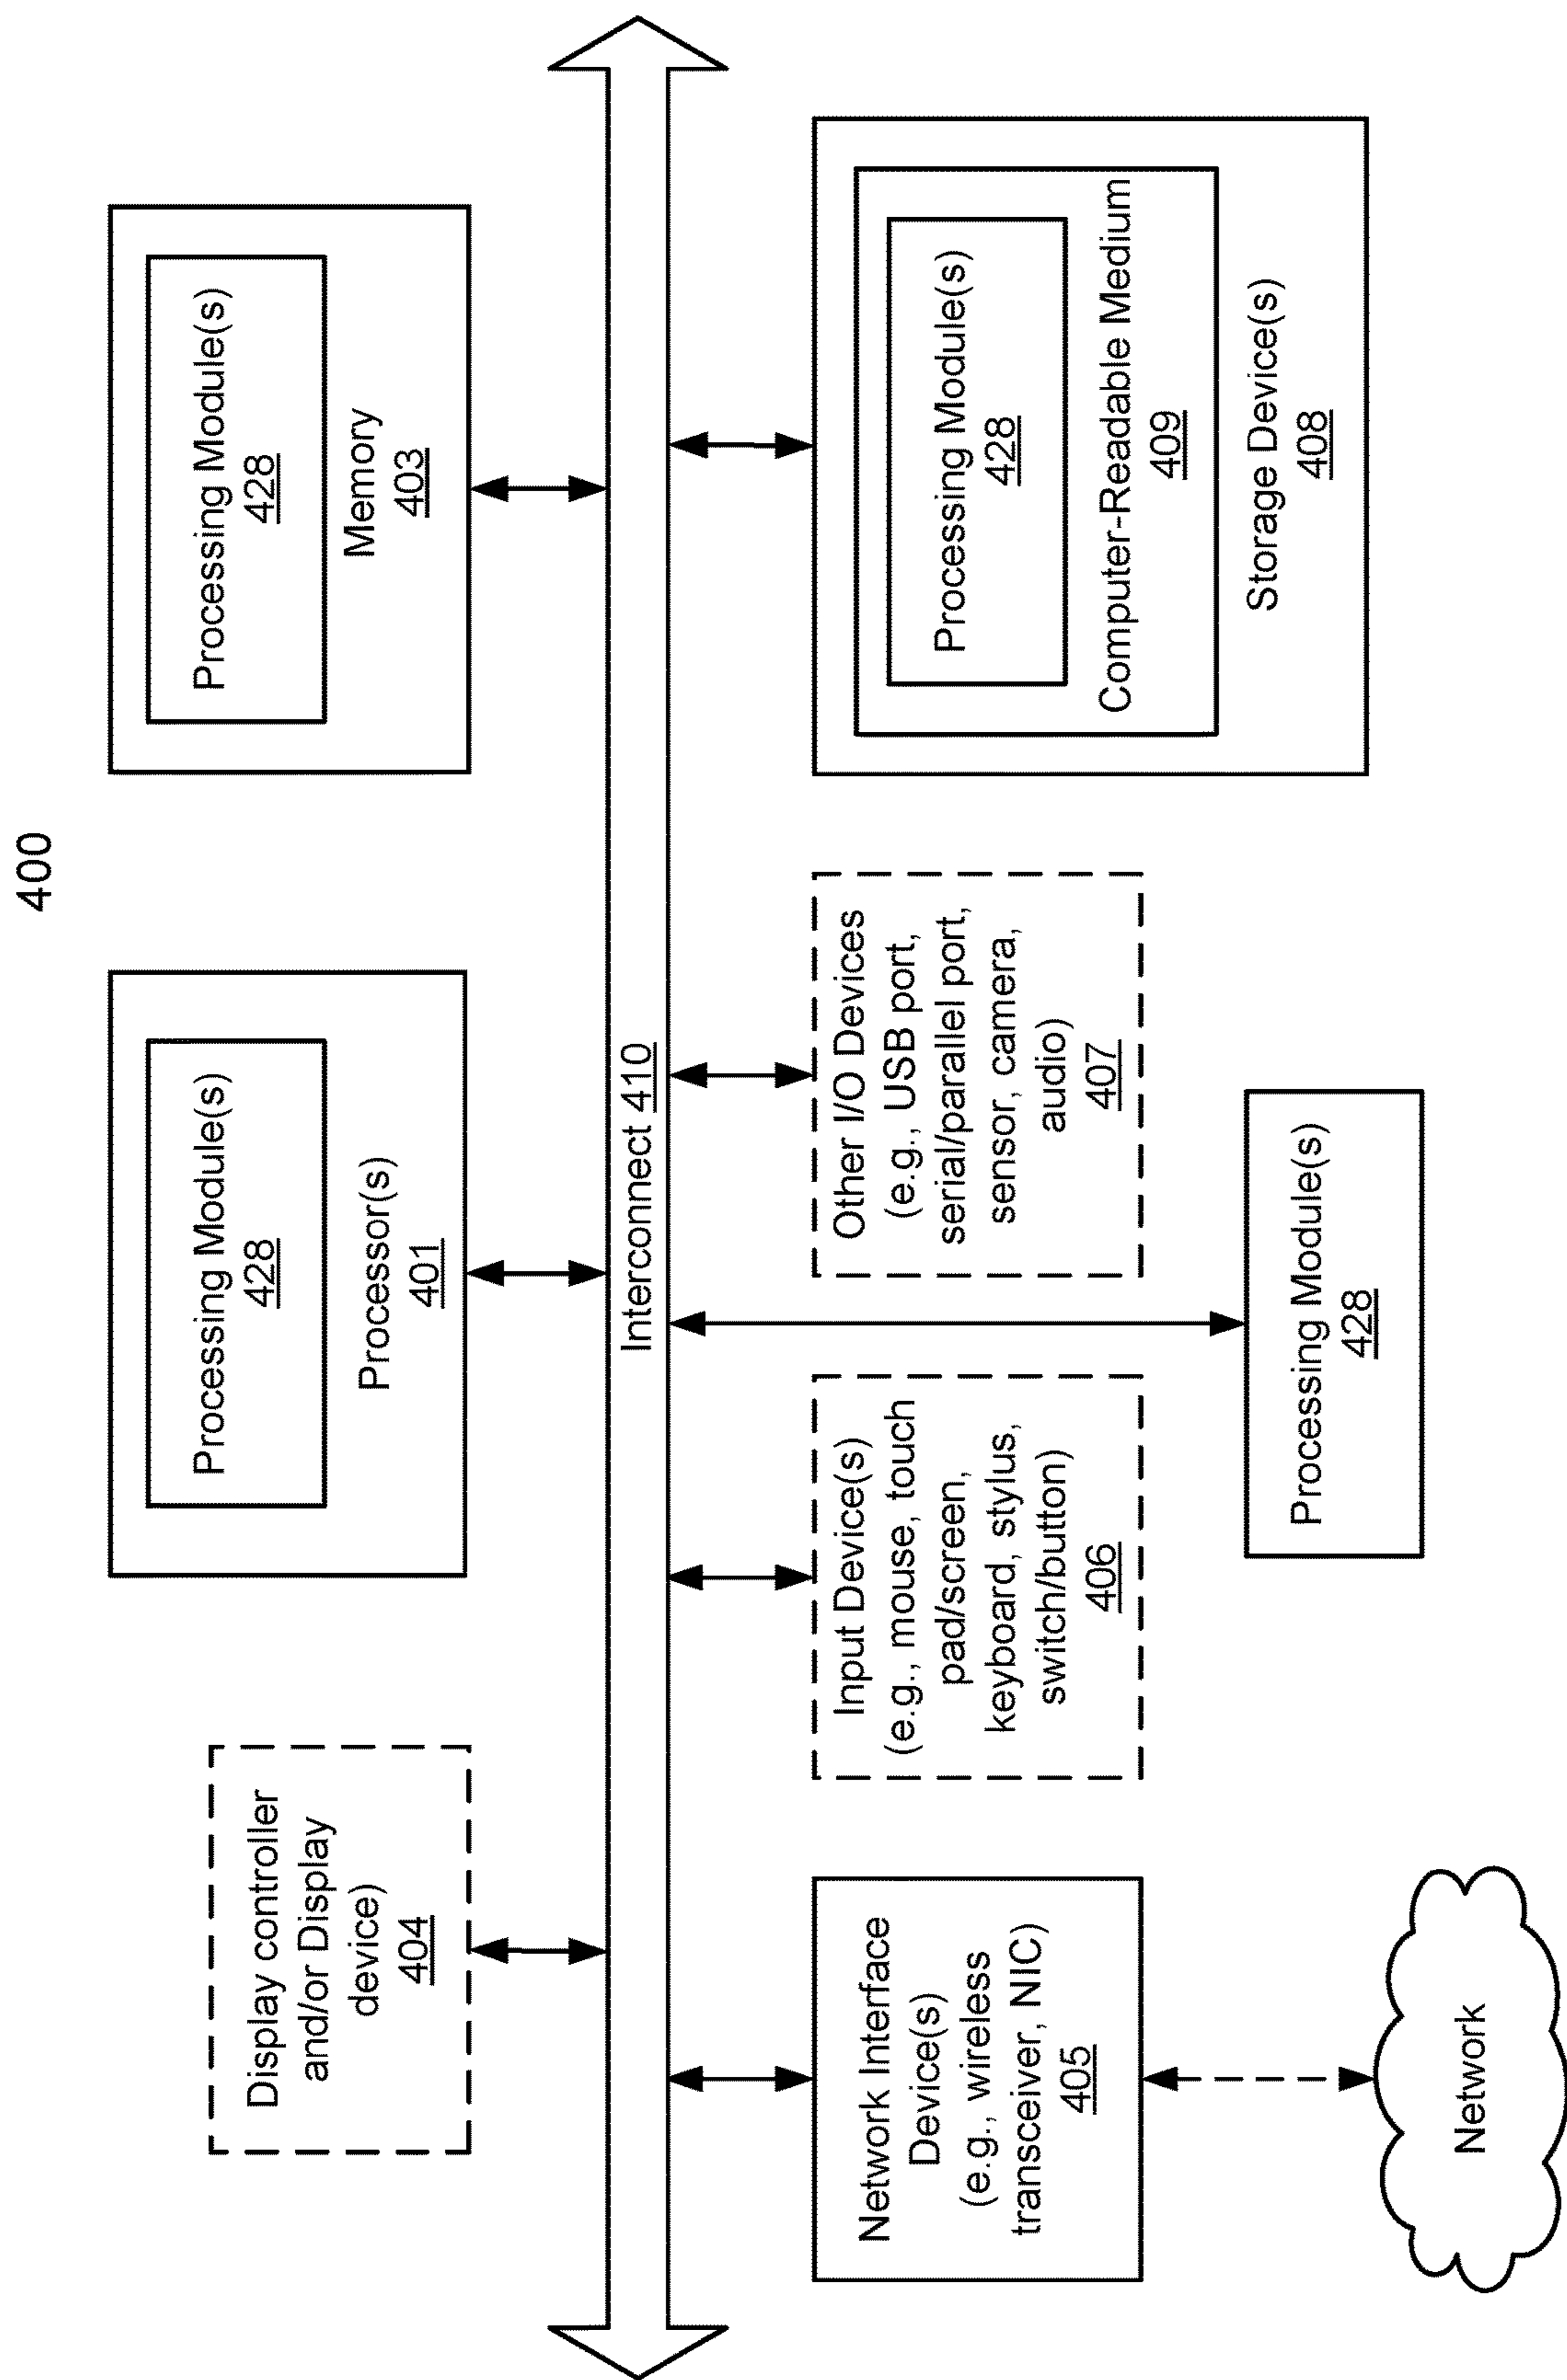 400
Display controller
and/or Display
device)
404
Processing Module(s)
428
Processor(s)
401
Processing Module(s)
428
Memory
403
Interconnect 410
Network Interface
Device(s)
(e.g., wireless
transceiver, NIC)
405
Input Device(s)
(e.g., mouse, touch
pad/screen,
keyboard, stylus,
switch/button)
406
Other I/O Devices
(e.g., USB port,
serial/parallel port,
sensor, camera,
audio)
407
Processing Module(s)
428
Computer-Readable Medium
409
Storage Device(s)
408
Processing Module(s)
428
Network